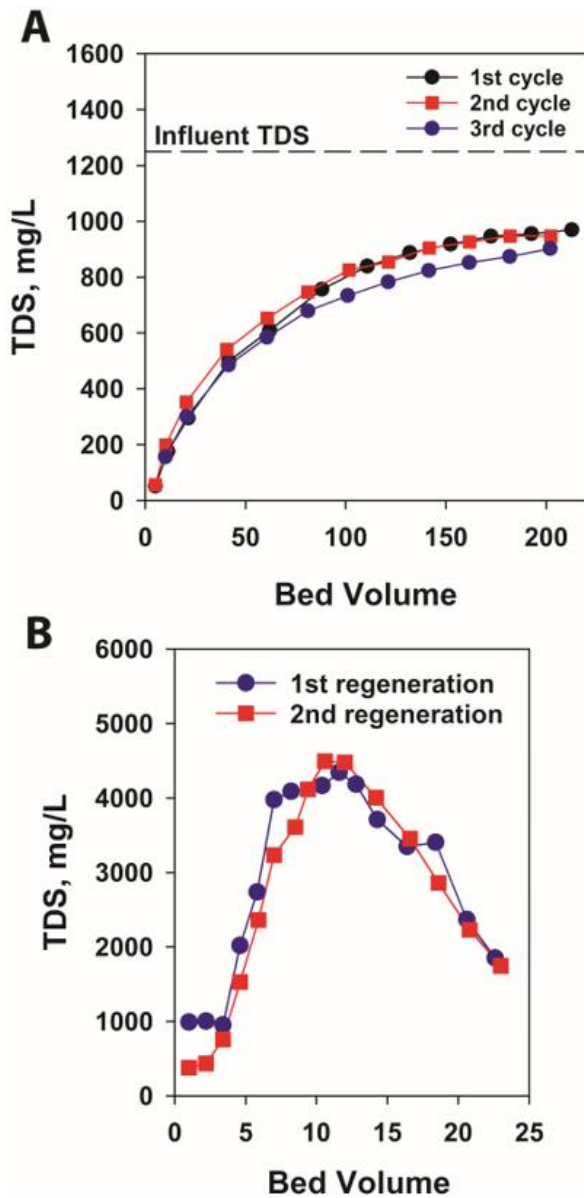 A
1600
1st cycle
1400
2nd cycle
Influent TDS
3rd cycle
1200
1000
TDS, mg/L
800
600
400
200
0
0 50 100 150 200
Bed Volume
B
6000
1st regeneration
5000
2nd regeneration
4000
TDS, mg/L
3000
2000
1000
0
0 5 10 15 20 25
Bed Volume